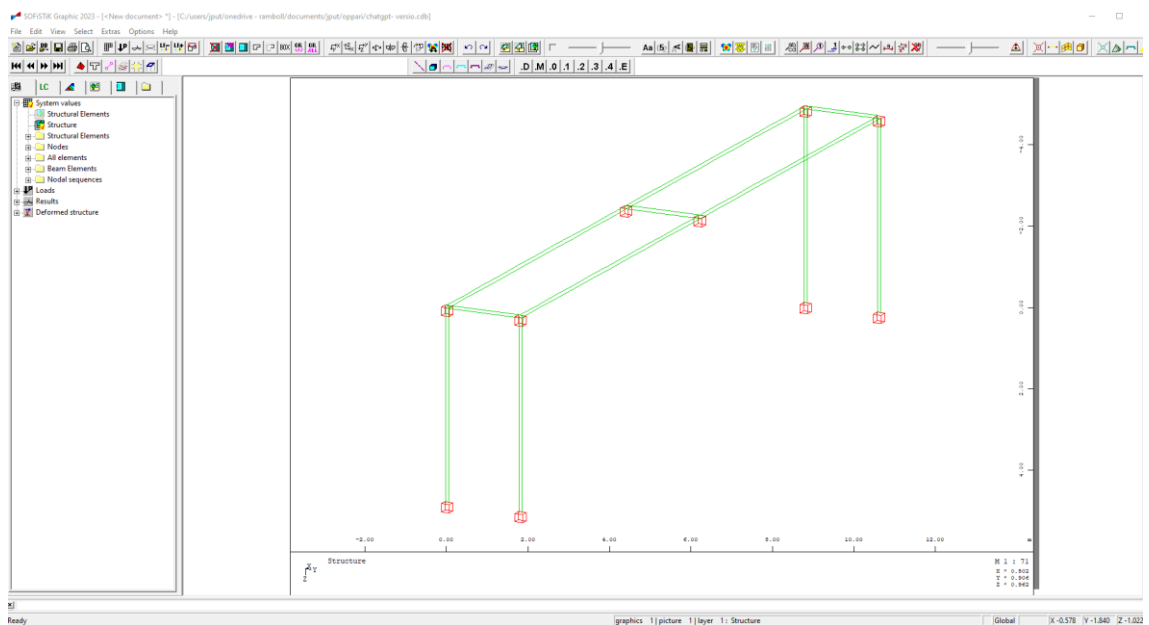 SOFiSTiK Graphic 2023 - [<New document> *] - [C:/users/jput/onedrive - ramboll/documents/jput/oppari/chatgpt- versio.cdb]
File Edit View Select Extras Options Help
Aa
.D .M .0 .1 .2 .3 .4 .E
LC
System values
Structural Elements
Structure
Structural Elements
Nodes
All elements
Beam Elements
Nodal sequences
Loads
Results
Deformed structure
-4.00
-2.00
0.00
2.00
4.00
-2.00 0.00 2.00 4.00 6.00 8.00 10.00 12.00 m
X Y Z
Structure
M 1 : 71
X * 0.502
Y * 0.906
Z * 0.962
Ready
graphics 1 | picture 1 | layer 1 : Structure
Global
X -0.578 Y -1.840 Z -1.022